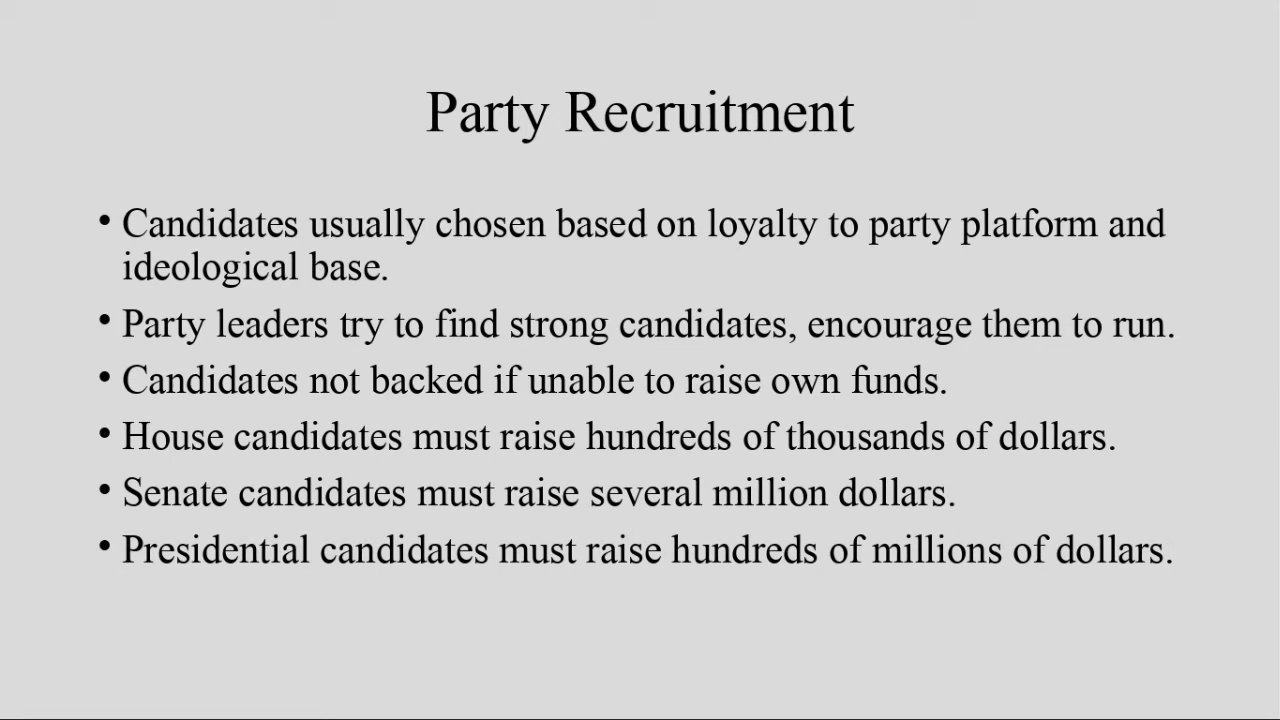 Party Recruitment
• Candidates usually chosen based on loyalty to party platform and
ideological base.
• Party leaders try to find strong candidates, encourage them to run.
• Candidates not backed if unable to raise own funds.
• House candidates must raise hundreds of thousands of dollars.
• Senate candidates must raise several million dollars.
• Presidential candidates must raise hundreds of millions of dollars.